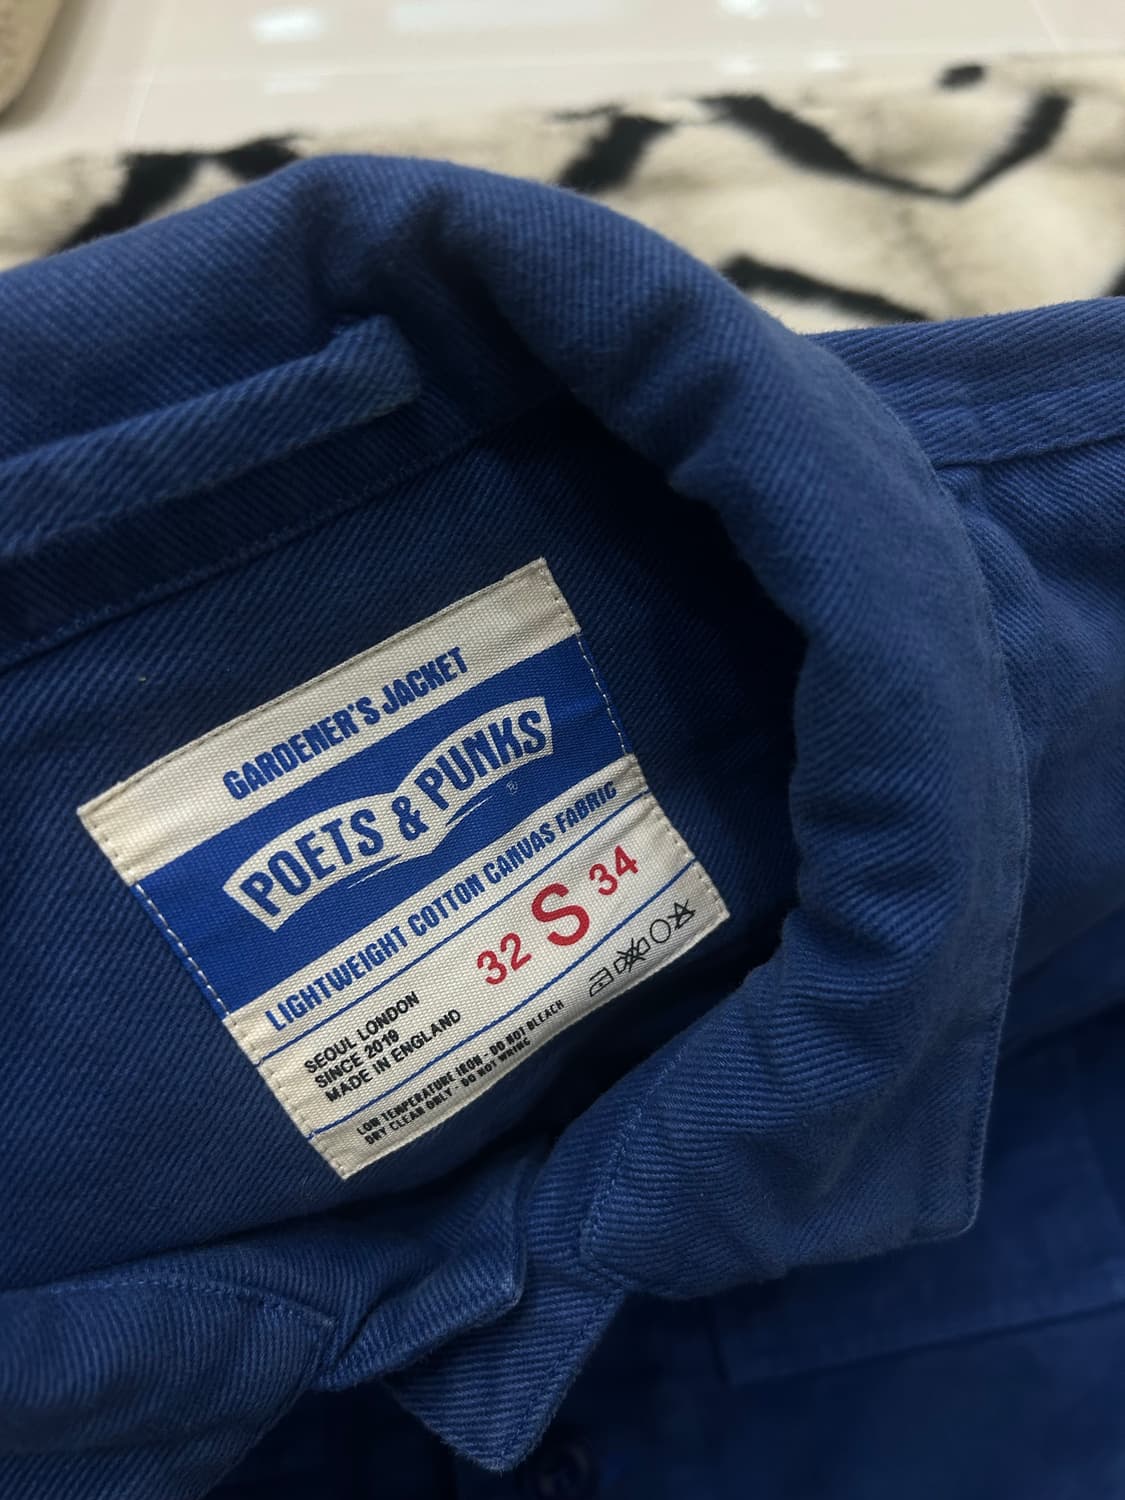 GARDENER'S JACKET
POETS & PUNKS ®
LIGHTWEIGHT COTTON CANVAS FABRIC
32 S 34
SEOUL LONDON
SINCE 2019
MADE IN ENGLAND
LOW TEMPERATURE IRON - DO NOT BLEACH
DRY CLEAN ONLY - DO NOT WRING